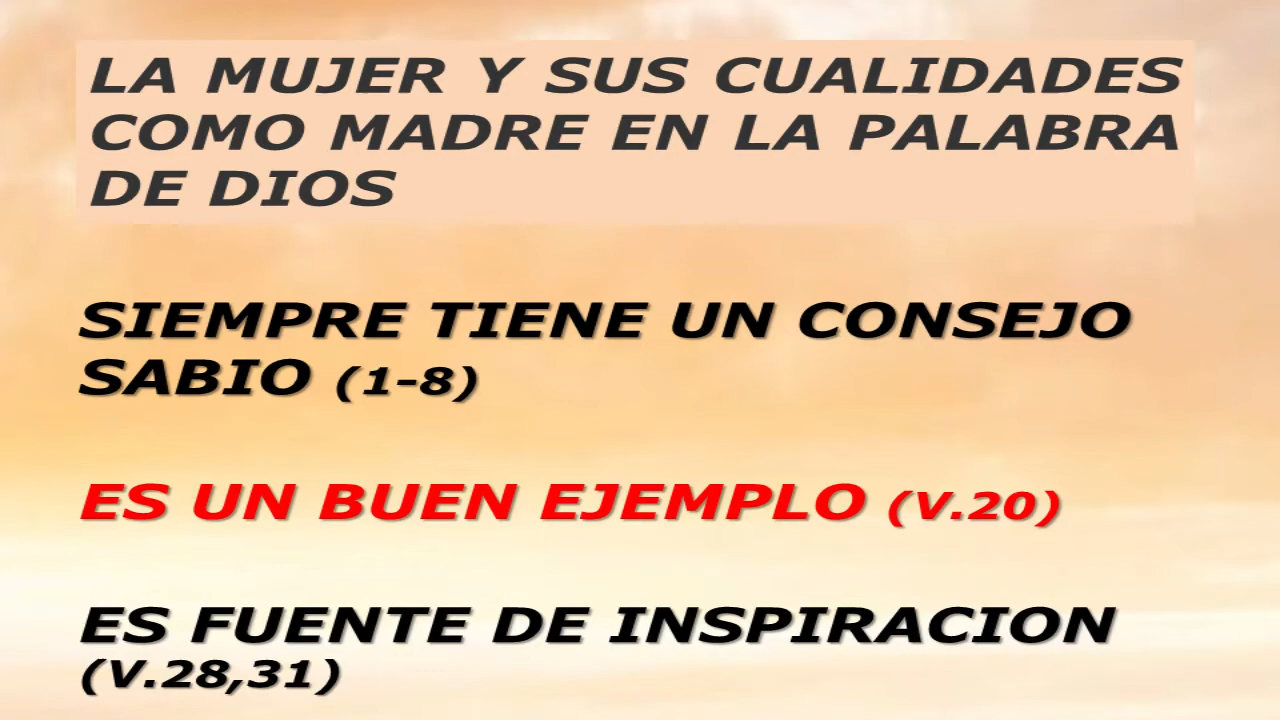 LA MUJER Y SUS CUALIDADES
COMO MADRE EN LA PALABRA
DE DIOS
SIEMPRE TIENE UN CONSEJO
SABIO (1-8)
ES UN BUEN EJEMPLO (V.20)
ES FUENTE DE INSPIRACION
(V.28,31)